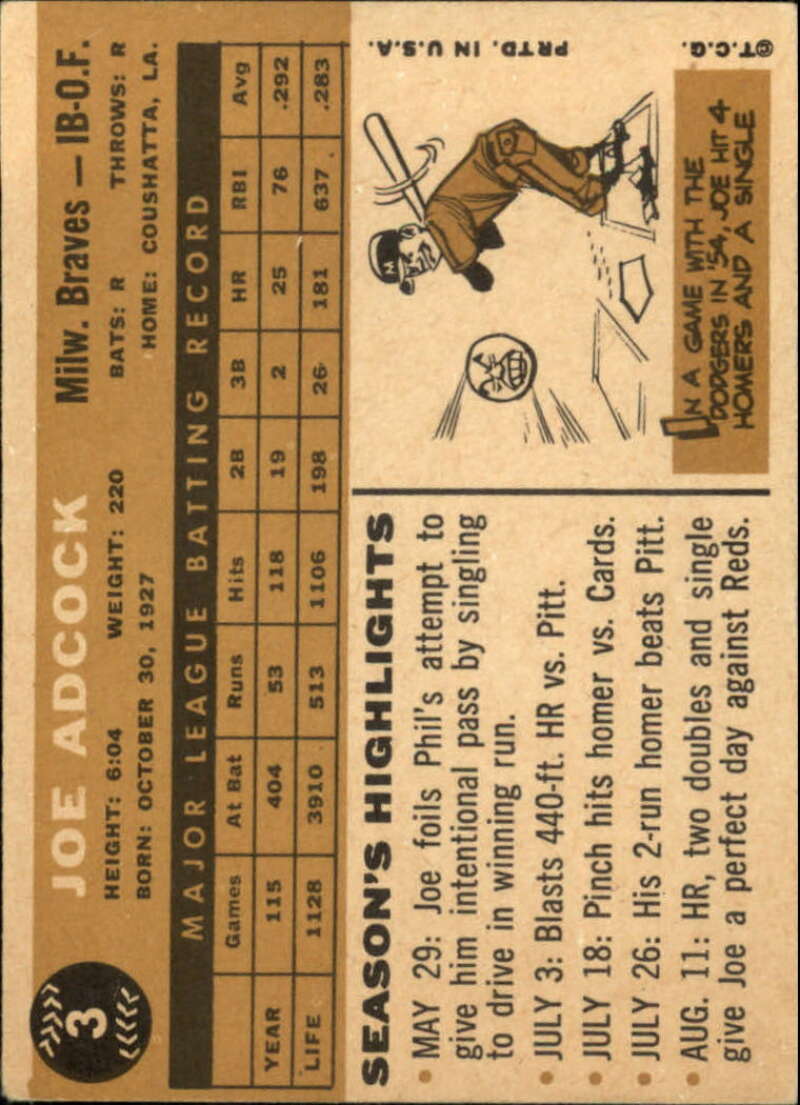 3
JOE ADCOCK
Milw. Braves — IB-O.F.
HEIGHT: 6:04 WEIGHT: 220 BATS: R THROWS: R
BORN: OCTOBER 30, 1927 HOME: COUSHATTA, LA.
MAJOR LEAGUE BATTING RECORD
Games At Bat Runs Hits 2B 3B HR RBI Avg
YEAR 115 404 53 118 19 2 25 76 .292
LIFE 1128 3910 513 1106 198 26 181 637 .283
SEASON'S HIGHLIGHTS
• MAY 29: Joe foils Phil's attempt to
give him intentional pass by singling
to drive in winning run.
• JULY 3: Blasts 440-ft. HR vs. Pitt.
• JULY 18: Pinch hits homer vs. Cards.
• JULY 26: His 2-run homer beats Pitt.
• AUG. 11: HR, two doubles and single
give Joe a perfect day against Reds.
M
IN A GAME WITH THE
DODGERS IN '54, JOE HIT 4
HOMERS AND A SINGLE
©T.C.G. PRTD. IN U.S.A.